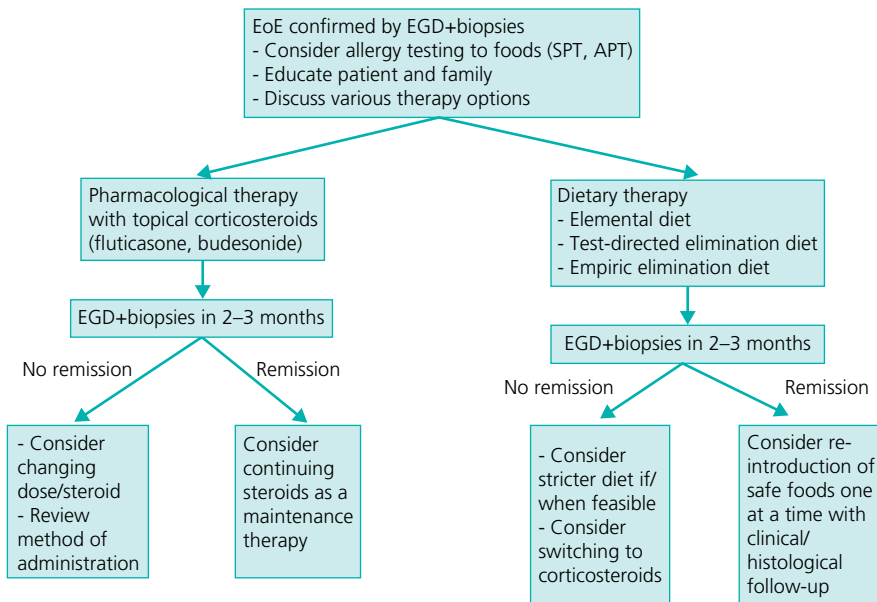 EoE confirmed by EGD+biopsies
- Consider allergy testing to foods (SPT, APT)
- Educate patient and family
- Discuss various therapy options
Pharmacological therapy
with topical corticosteroids
(fluticasone, budesonide)
EGD+biopsies in 2–3 months
No remission
Remission
- Consider
changing
dose/steroid
- Review
method of
administration
Consider
continuing
steroids as a
maintenance
therapy
Dietary therapy
- Elemental diet
- Test-directed elimination diet
- Empiric elimination diet
EGD+biopsies in 2–3 months
No remission
Remission
- Consider
stricter diet if/
when feasible
- Consider
switching to
corticosteroids
Consider re-
introduction of
safe foods one
at a time with
clinical/
histological
follow-up